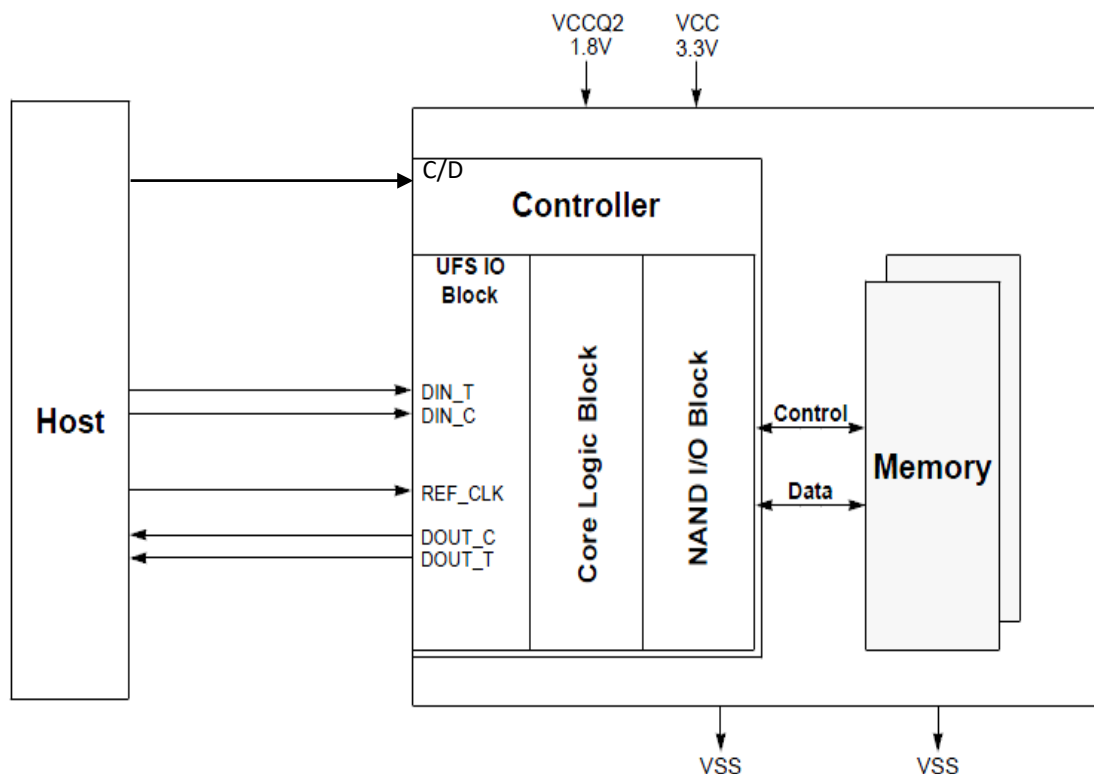 VCCQ2
1.8V
VCC
3.3V
C/D
Controller
UFS IO
Block
Core Logic Block
NAND I/O Block
DIN_T
DIN_C
REF_CLK
DOUT_C
DOUT_T
Host
Control
Data
Memory
VSS
VSS